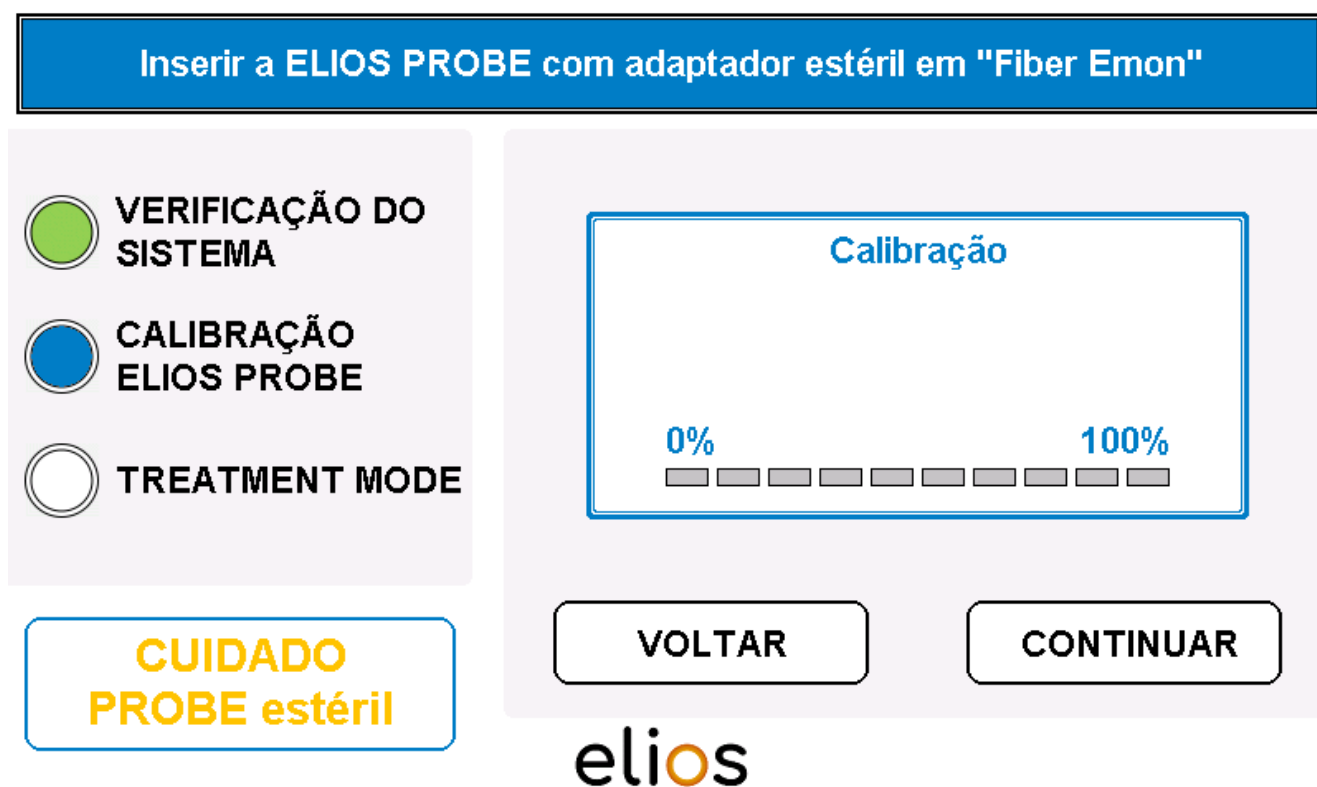 Inserir a ELIOS PROBE com adaptador estéril em "Fiber Emon"
VERIFICAÇÃO DO
SISTEMA
CALIBRAÇÃO
ELIOS PROBE
TREATMENT MODE
CUIDADO
PROBE estéril
Calibração
0% 100%
VOLTAR
CONTINUAR
elios